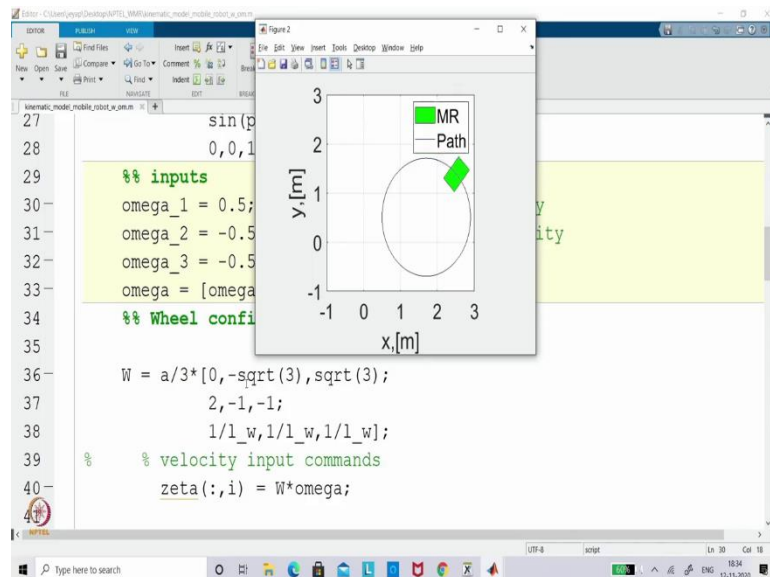 Editor - C:\Users\jeyap\Desktop\NPTEL_WMR\kinematic_model_mobile_robot_w_om.m
EDITOR PUBLISH VIEW
New Open Save
Find Files
Compare
Print
Go To
Find
Insert
Comment
Indent
FILE NAVIGATE EDIT
kinematic_model_mobile_robot_w_om.m
Figure 2
File Edit View Insert Tools Desktop Window Help
3
2
1
0
-1
-1 0 1 2 3
y,[m]
x,[m]
MR
Path
27 sin(p
28 0,0,1
29 %% inputs
30 omega_1 = 0.5; y
31 omega_2 = -0.5 ity
32 omega_3 = -0.5
33 omega = [omega
34 %% Wheel confi
35
36 W = a/3*[0,-sqrt(3),sqrt(3);
37 2,-1,-1;
38 1/l_w,1/l_w,1/l_w];
39 % % velocity input commands
40 zeta(:,i) = W*omega;
NPTEL
UTF-8 script Ln 30 Col 18
Type here to search
60% ENG 18:34
12-11-2020